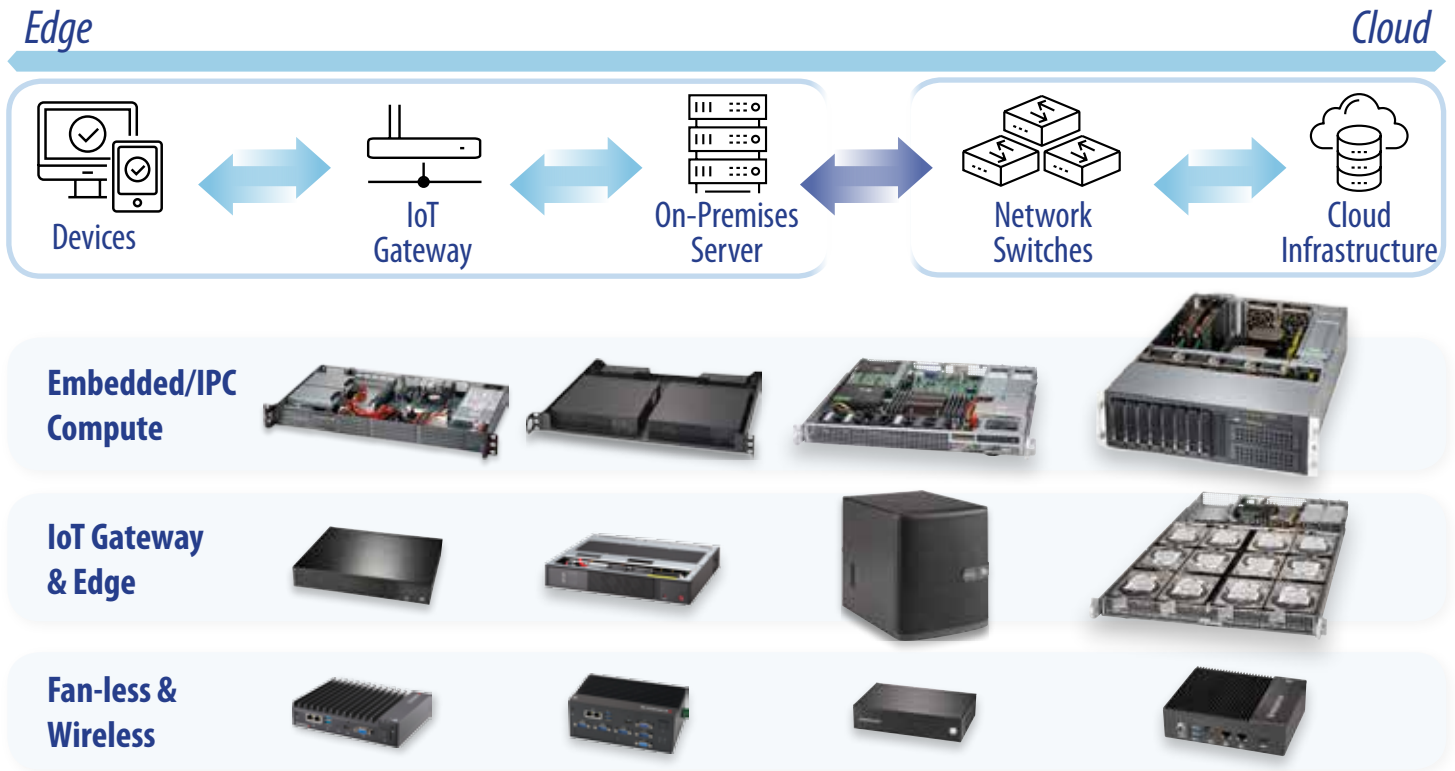 Edge
Cloud
Devices
IoT
Gateway
On-Premises
Server
Network
Switches
Cloud
Infrastructure
Embedded/IPC
Compute
IoT Gateway
& Edge
Fan-less &
Wireless